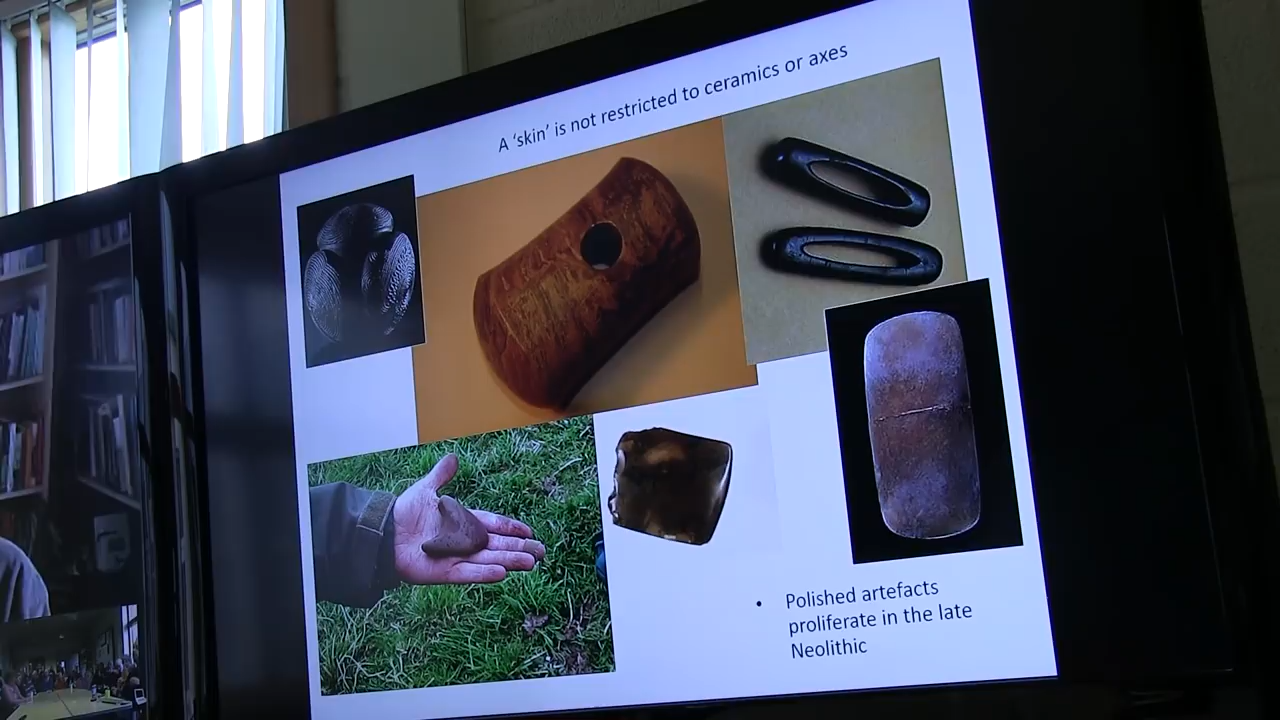 A ‘skin’ is not restricted to ceramics or axes
• Polished artefacts
proliferate in the late
Neolithic